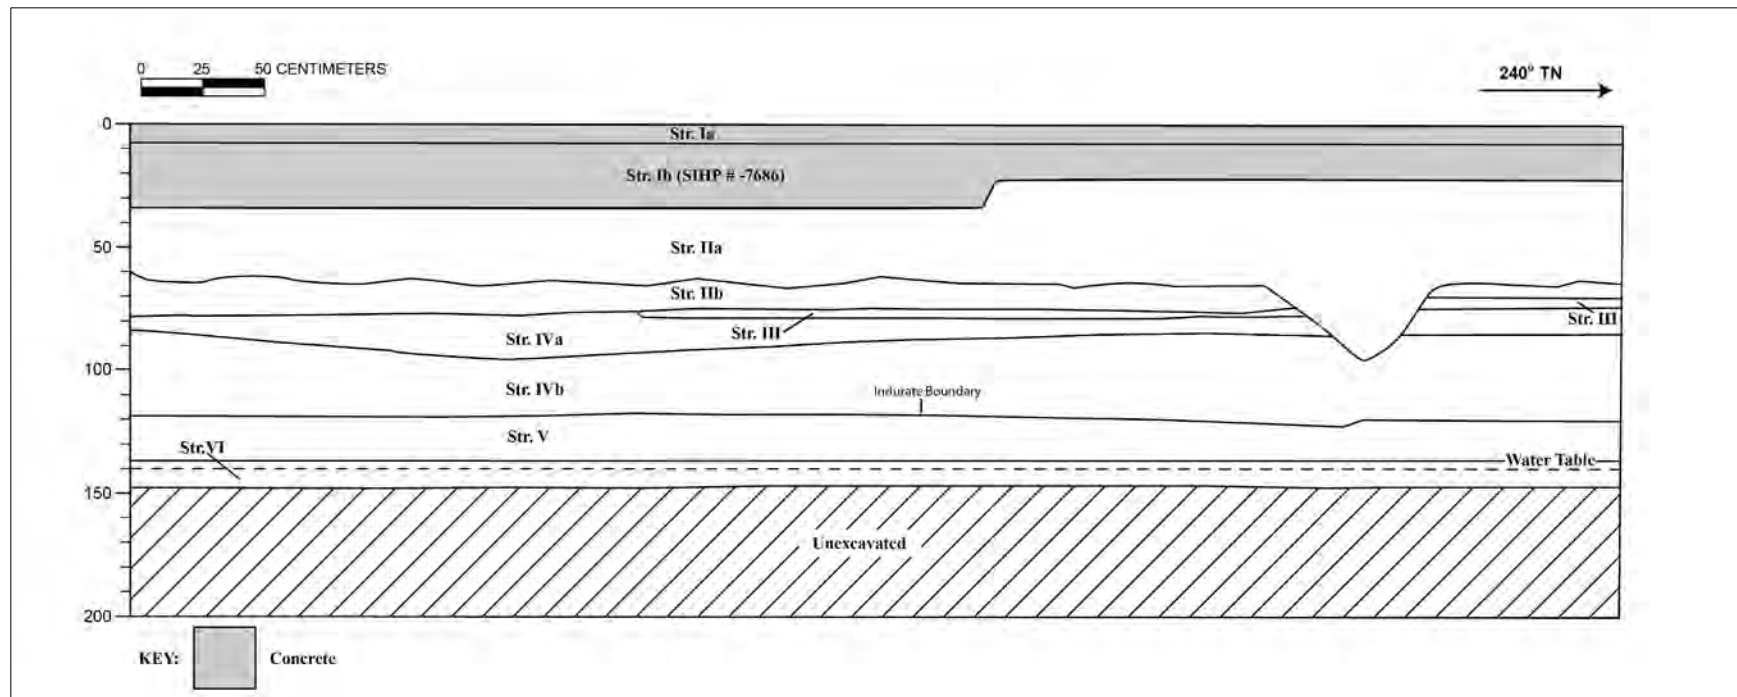 0 25 50 CENTIMETERS
240° TN
0
Str. Ia
Str. Ib (SIHP # -7686)
50
Str. IIa
Str. IIb
Str. III
Str. III
Str. IVa
100
Str. IVb
Indurate Boundary
Str. V
Str.VI
Water Table
150
Unexcavated
200
KEY: Concrete